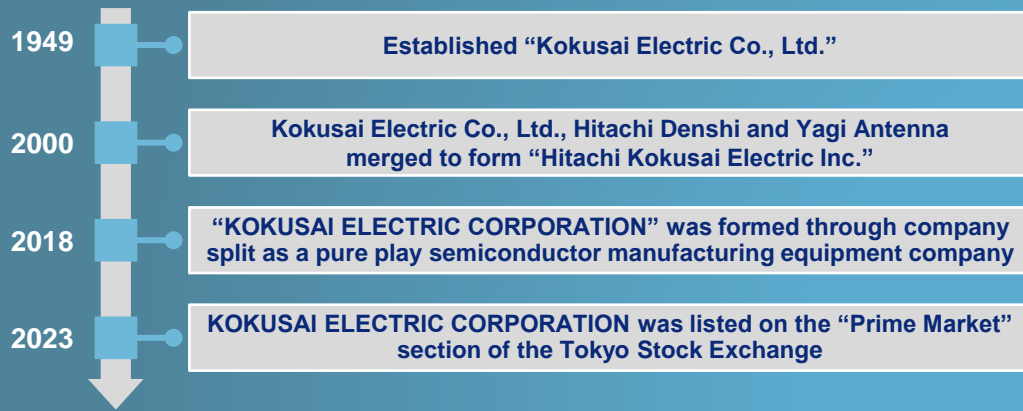 1949
Established “Kokusai Electric Co., Ltd.”
2000
Kokusai Electric Co., Ltd., Hitachi Denshi and Yagi Antenna
merged to form “Hitachi Kokusai Electric Inc.”
2018
“KOKUSAI ELECTRIC CORPORATION” was formed through company
split as a pure play semiconductor manufacturing equipment company
2023
KOKUSAI ELECTRIC CORPORATION was listed on the “Prime Market”
section of the Tokyo Stock Exchange